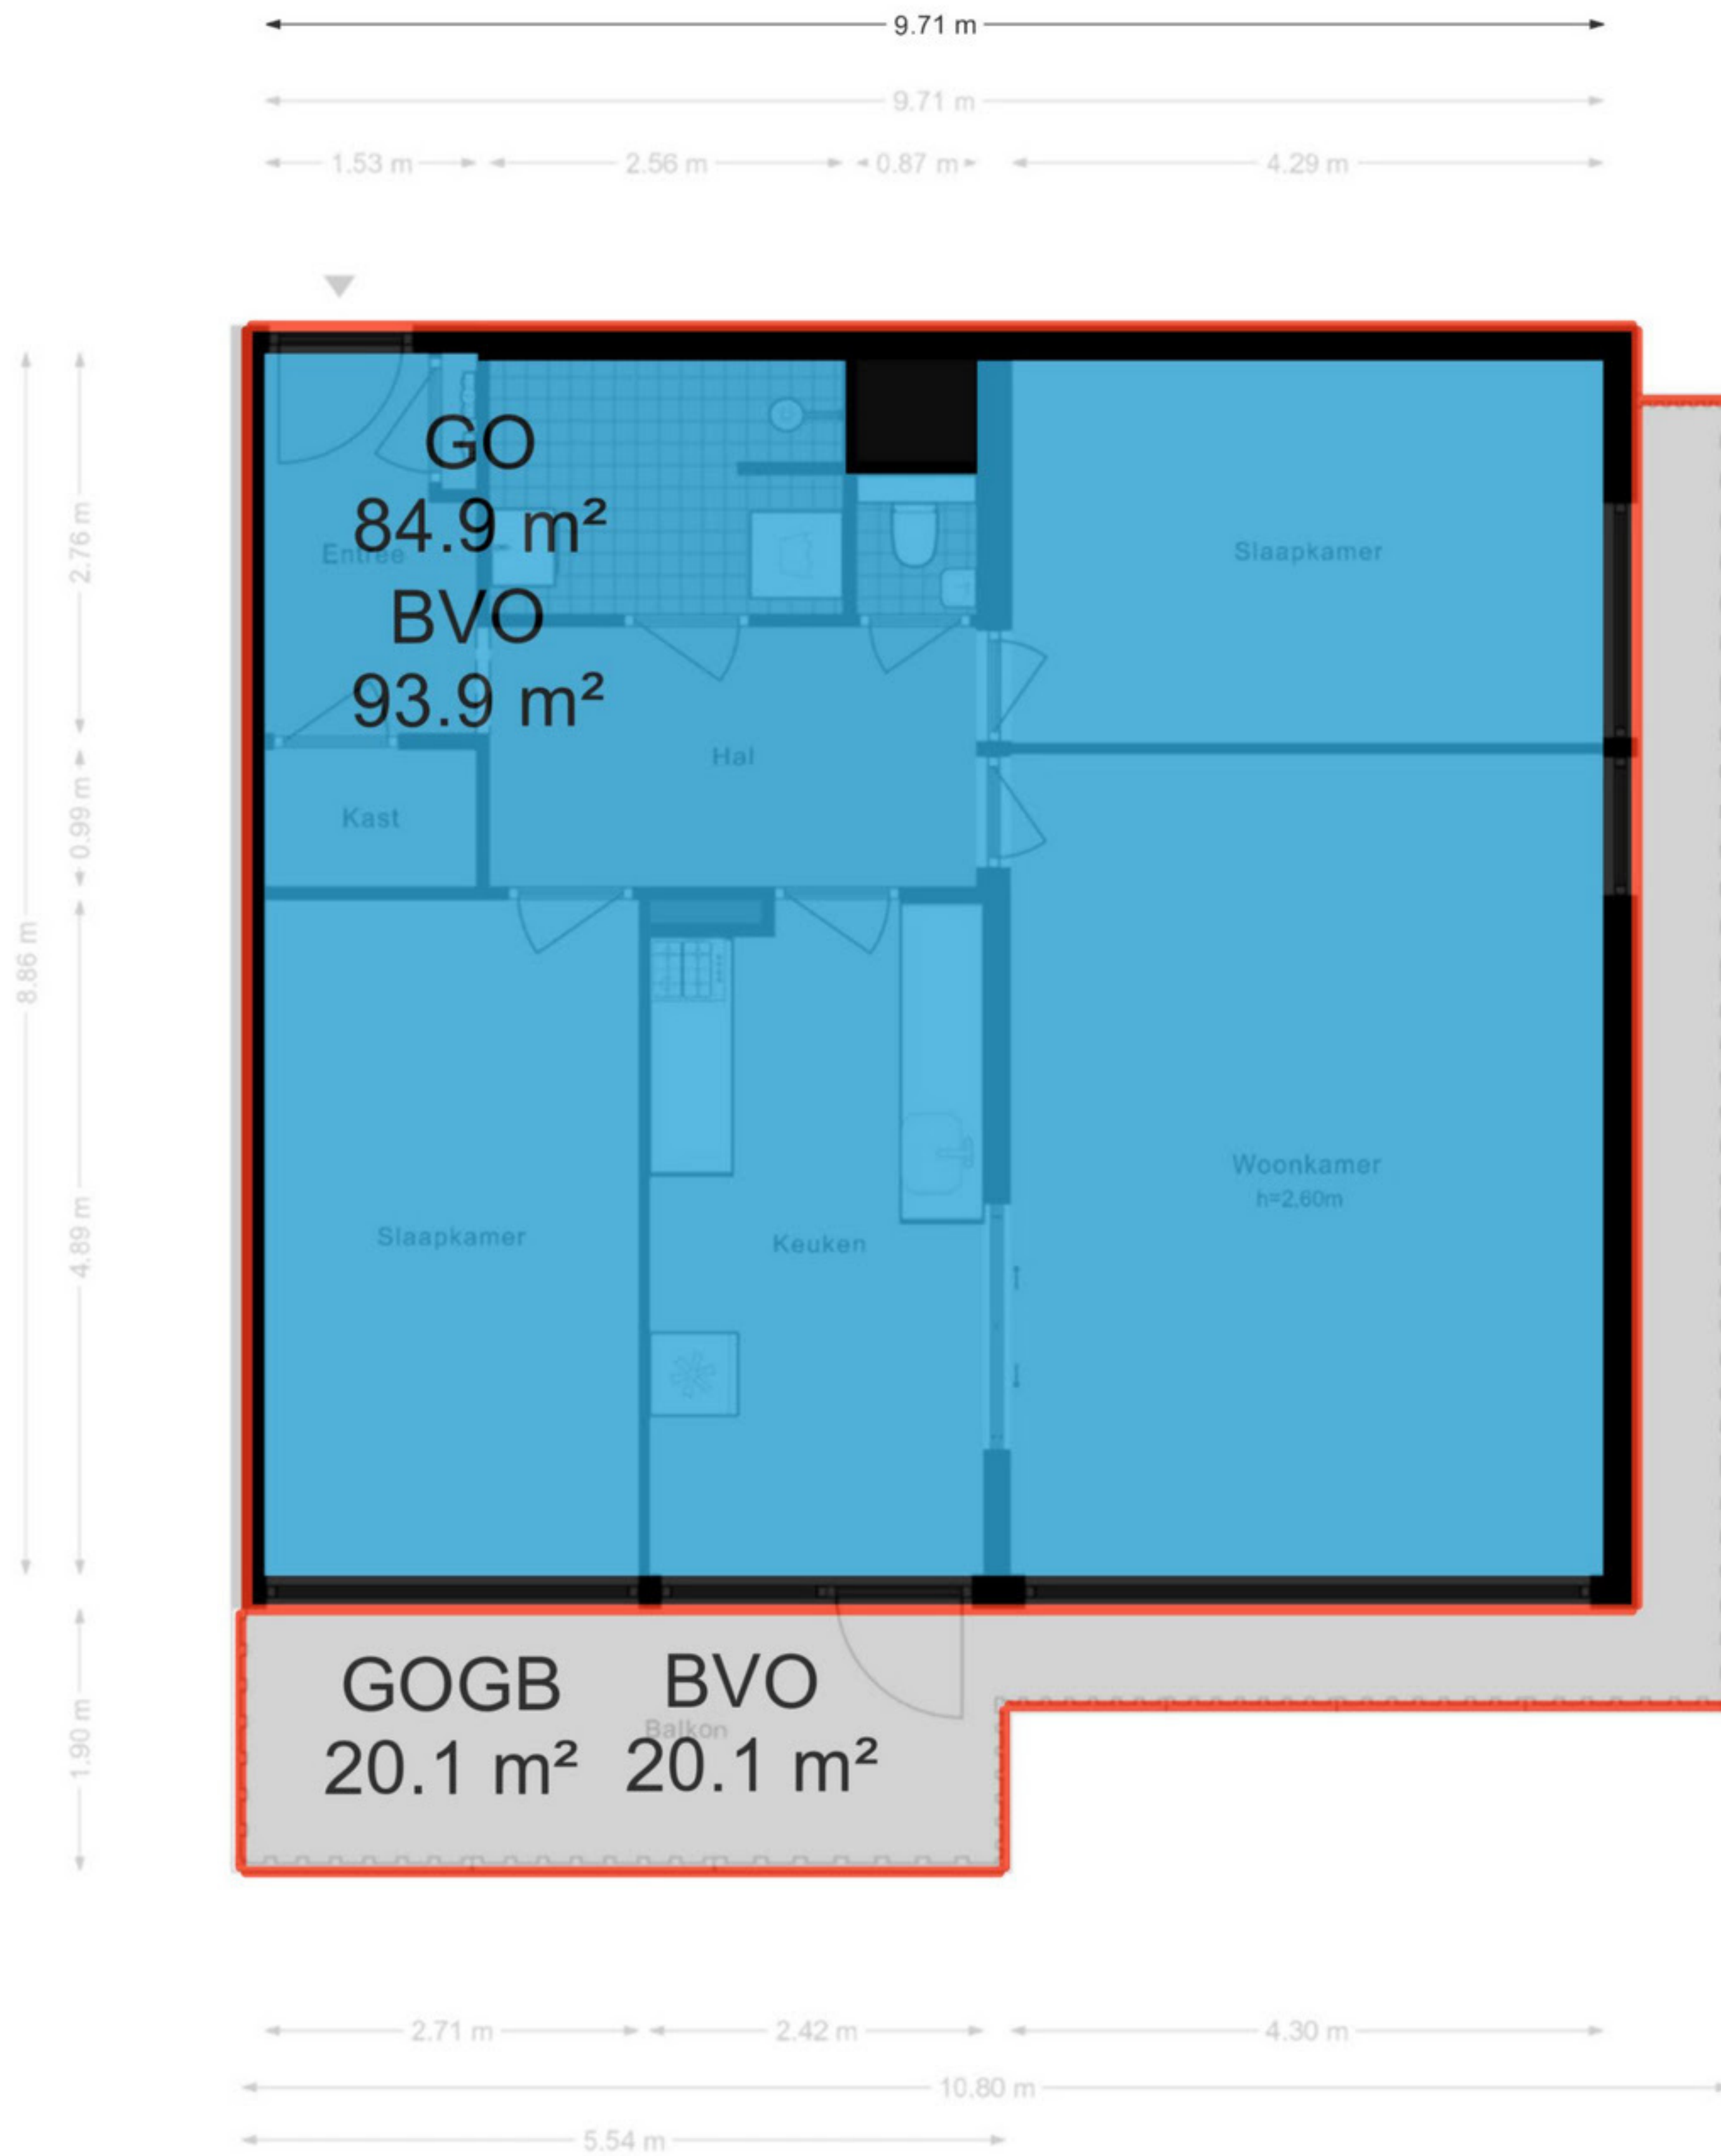 9.71 m
9.71 m
1.53 m 2.56 m 0.87 m 4.29 m
GO
84.9 m²
Entree
BVO
93.9 m²
Slaapkamer
2.76 m
Hal
Kast
0.99 m
8.86 m
4.89 m
Slaapkamer
Keuken
Woonkamer
h=2.60m
GOGB BVO
Balkon
20.1 m² 20.1 m²
1.90 m
2.71 m 2.42 m 4.30 m
10.80 m
5.54 m